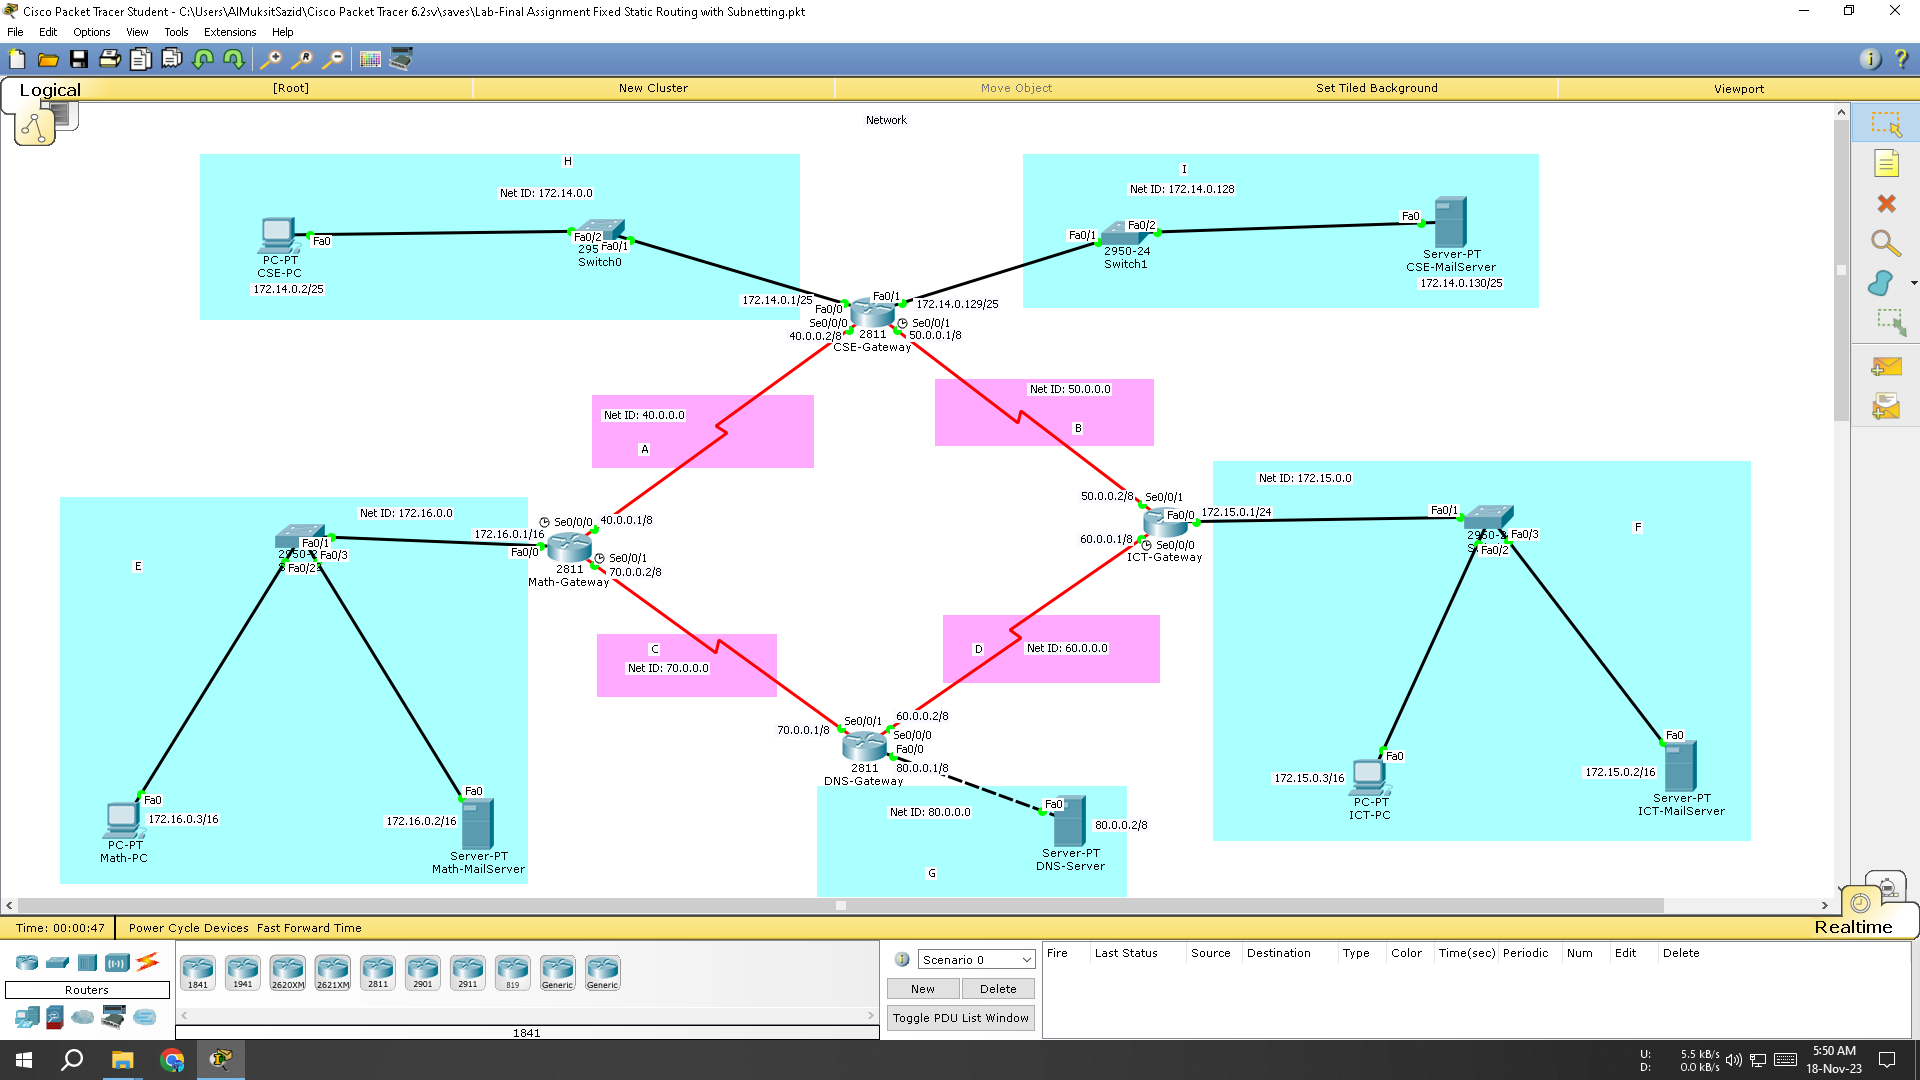 Cisco Packet Tracer Student - C:\Users\AlMuksitSazid\Cisco Packet Tracer 6.2sv\saves\Lab-Final Assignment Fixed Static Routing with Subnetting.pkt
File Edit Options View Tools Extensions Help
Logical [Root] New Cluster Move Object Set Tiled Background Viewport
Network
H
Net ID: 172.14.0.0
Fa0
Fa0/2
Fa0/1
295
Switch0
PC-PT
CSE-PC
172.14.0.2/25
I
Net ID: 172.14.0.128
Fa0/1
Fa0/2
Fa0
2950-24
Switch1
Server-PT
CSE-MailServer
172.14.0.130/25
172.14.0.1/25
Fa0/1
172.14.0.129/25
Fa0/0
Se0/0/0
Se0/0/1
40.0.0.2/8
2811
50.0.0.1/8
CSE-Gateway
Net ID: 40.0.0.0
A
Net ID: 50.0.0.0
B
Net ID: 172.16.0.0
172.16.0.1/16
Se0/0/0
40.0.0.1/8
Fa0/0
Se0/0/1
2811
70.0.0.2/8
Math-Gateway
Fa0/1
Fa0/3
Fa0/2
E
50.0.0.2/8
Se0/0/1
Fa0/0
172.15.0.1/24
60.0.0.1/8
Se0/0/0
ICT-Gateway
Net ID: 172.15.0.0
Fa0/1
Fa0/3
Fa0/2
F
C
Net ID: 70.0.0.0
D
Net ID: 60.0.0.0
70.0.0.1/8
Se0/0/1
60.0.0.2/8
Se0/0/0
Fa0/0
2811
80.0.0.1/8
DNS-Gateway
Fa0
172.16.0.3/16
PC-PT
Math-PC
Fa0
172.16.0.2/16
Server-PT
Math-MailServer
Net ID: 80.0.0.0
Fa0
80.0.0.2/8
Server-PT
DNS-Server
G
Fa0
172.15.0.3/16
PC-PT
ICT-PC
Fa0
172.15.0.2/16
Server-PT
ICT-MailServer
Time: 00:00:47 Power Cycle Devices Fast Forward Time Realtime
Routers
1841 1941 2620XM 2621XM 2811 2901 2911 819 Generic Generic
1841
Scenario 0
New Delete
Toggle PDU List Window
Fire Last Status Source Destination Type Color Time(sec) Periodic Num Edit Delete
U: 5.5 kB/s
D: 0.0 kB/s
5:50 AM
18-Nov-23